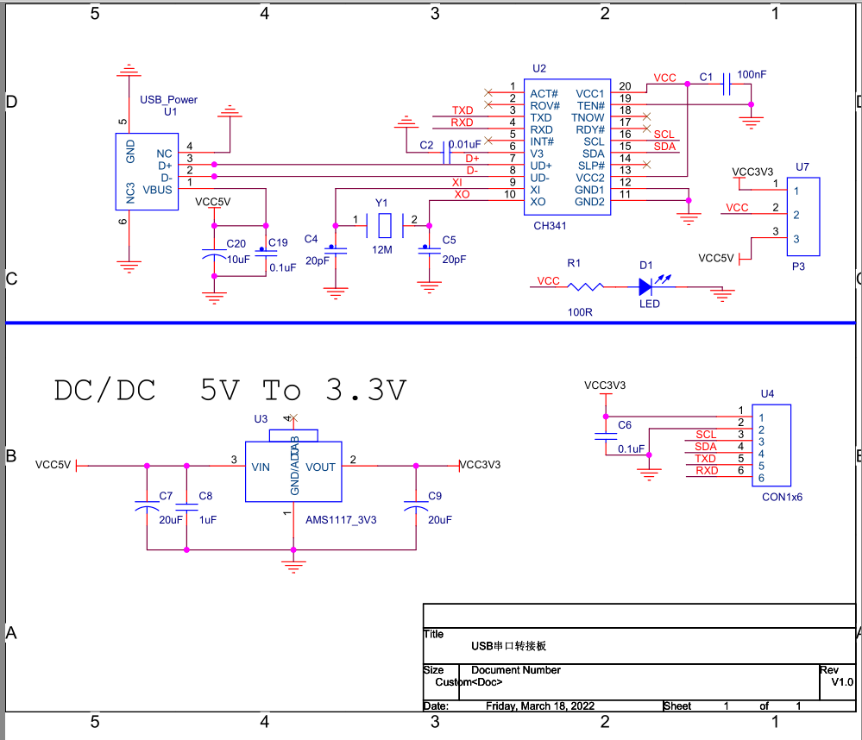 5 4 3 2 1
D D
USB_Power
U1
5
GND
NC 4
D+ 3
D- 2
VBUS 1
NC3
6
VCC5V
C20
10uF
C19
0.1uF
TXD
RXD
C2 0.01uF
D+
D-
XI
XO
Y1
1 2
12M
C4
20pF
C5
20pF
U2
1 ACT# VCC1 20
2 ROV# TEN# 19
3 TXD TNOW 18
4 RXD RDY# 17
5 INT# SCL 16
6 V3 SDA 15
7 UD+ SLP# 14
8 UD- VCC2 13
9 XI GND1 12
10 XO GND2 11
CH341
VCC C1 100nF
SCL
SDA
VCC3V3 U7
1 1
VCC 2 2
VCC5V 3 3
P3
C C
R1 D1
VCC
100R LED
DC/DC 5V To 3.3V
U3 4
VCC5V 3 VIN VOUT 2 VCC3V3
GND/ADJ
TAB
1
AMS1117_3V3
C7
20uF
C8
1uF
C9
20uF
VCC3V3
C6
0.1uF
U4
1 1
2 2
SCL 3 3
SDA 4 4
TXD 5 5
RXD 6 6
CON1x6
B B
A A
Title
USB串口转接板
Size Document Number Rev
Custom <Doc> V1.0
Date: Friday, March 18, 2022 Sheet 1 of 1
5 4 3 2 1